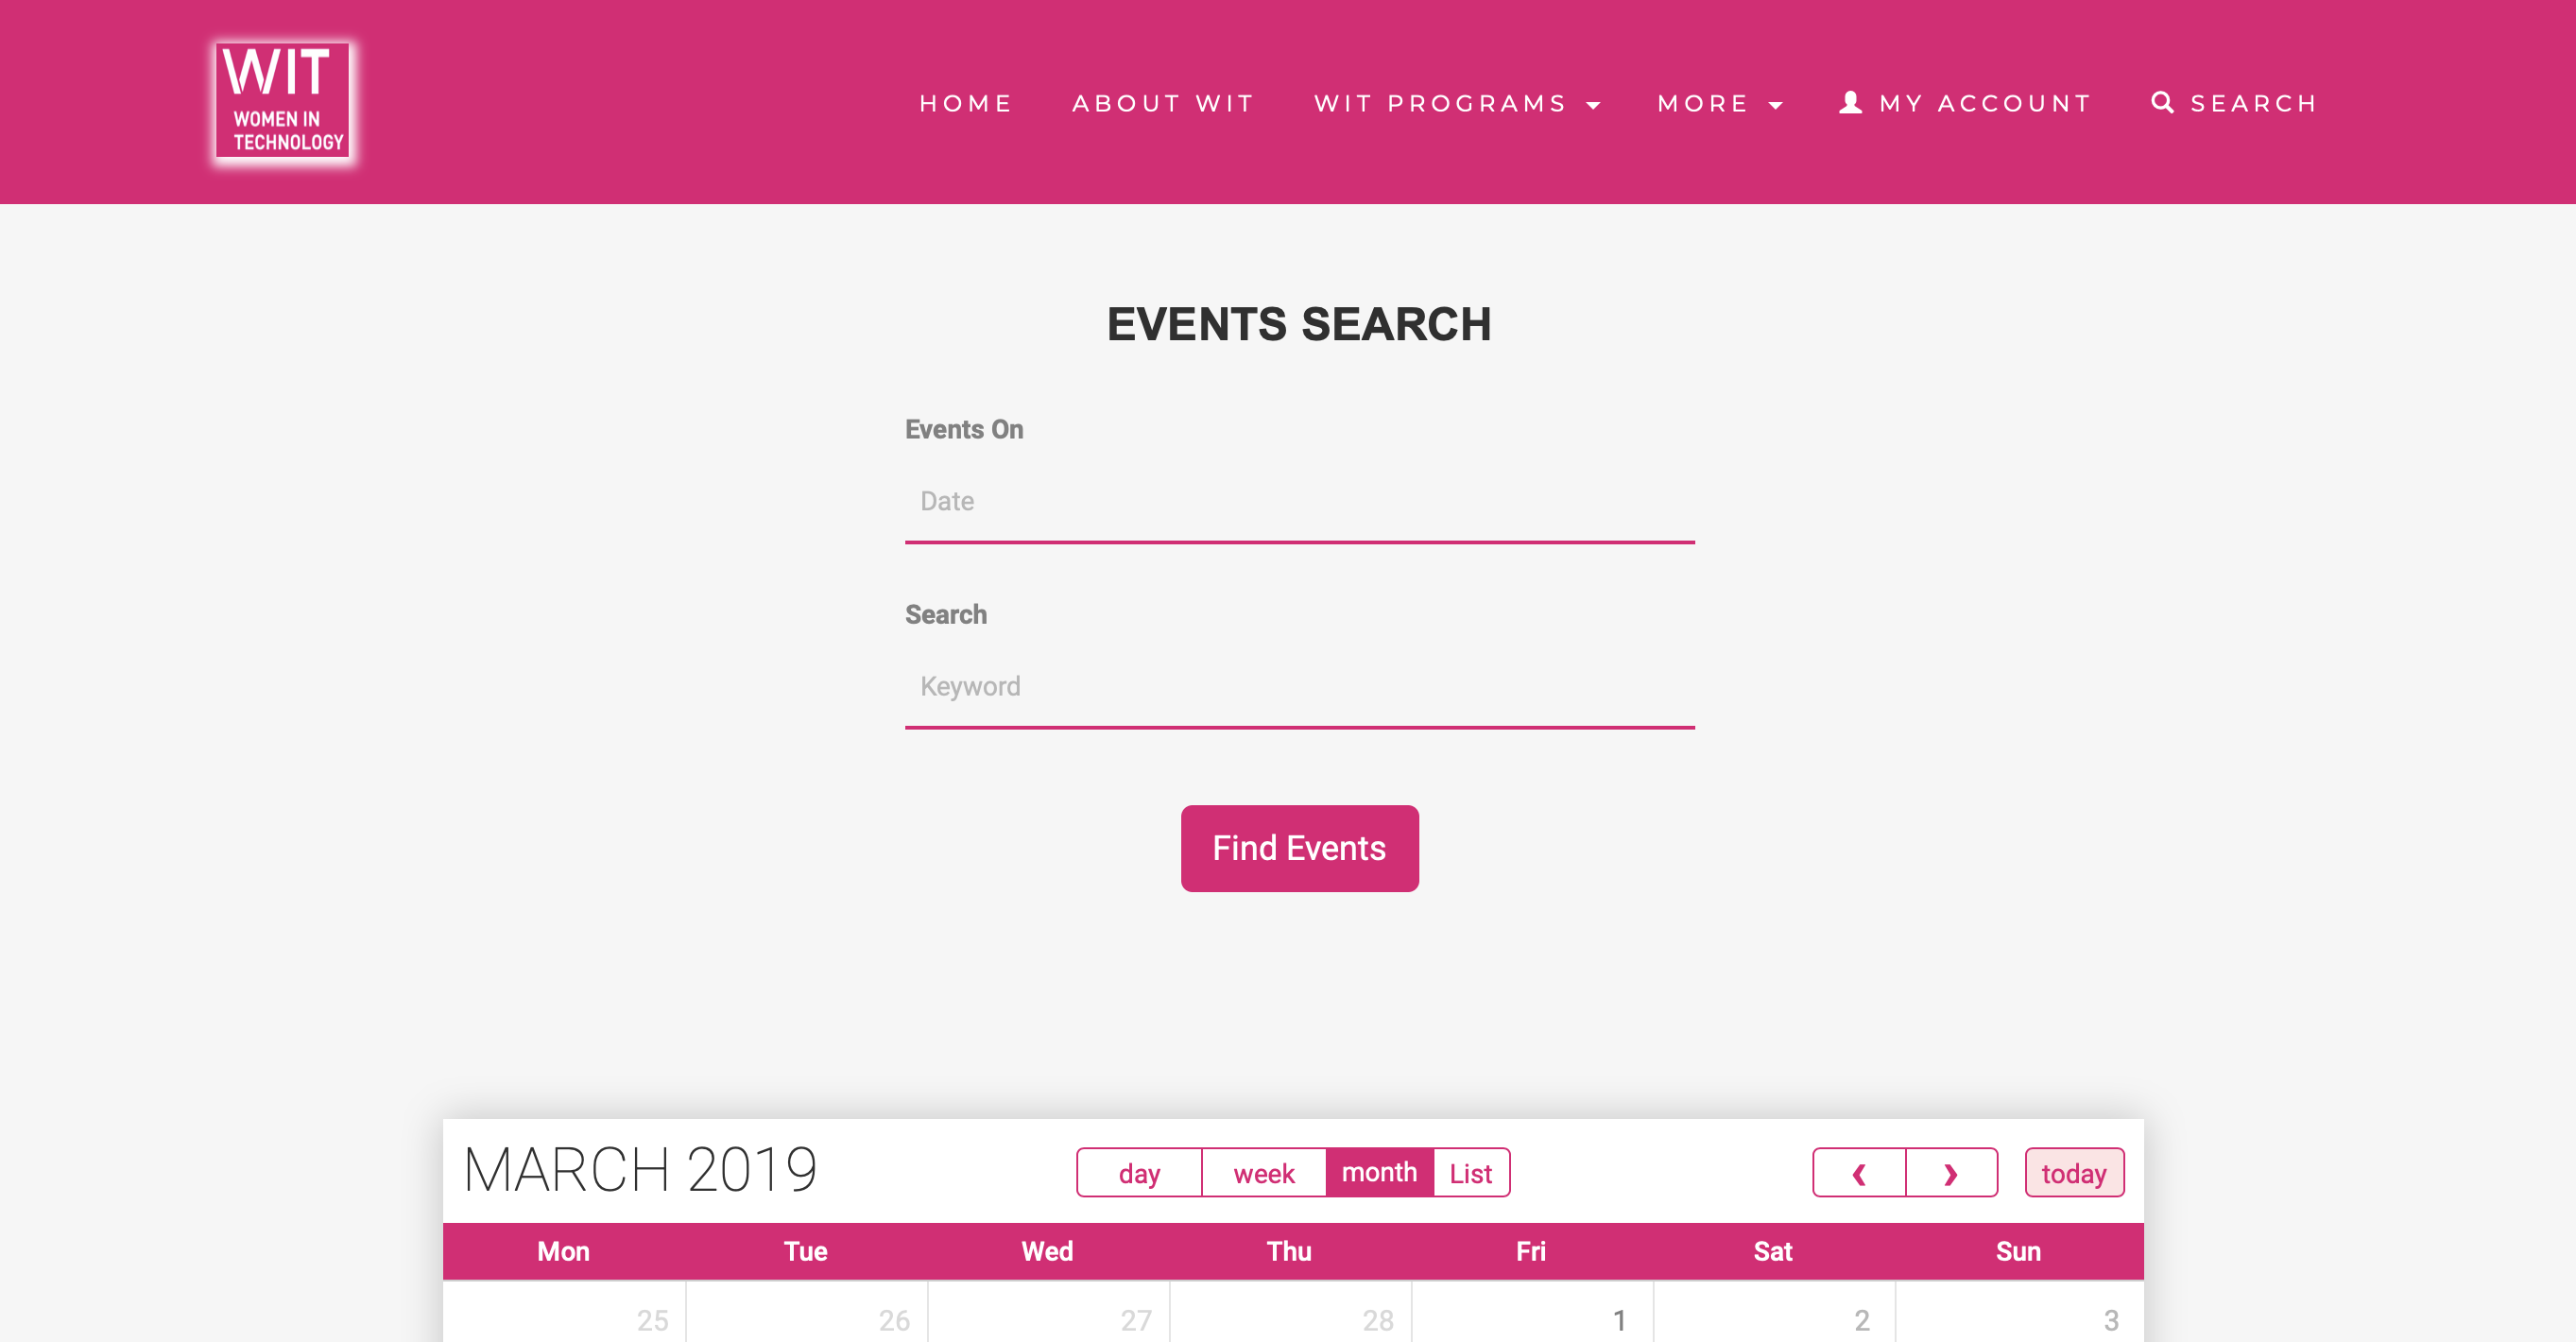 WIT
WOMEN IN
TECHNOLOGY
HOME ABOUT WIT WIT PROGRAMS MORE MY ACCOUNT SEARCH
EVENTS SEARCH
Events On
Date
Search
Keyword
Find Events
MARCH 2019 day week month List ‹ › today
Mon Tue Wed Thu Fri Sat Sun
25 26 27 28 1 2 3